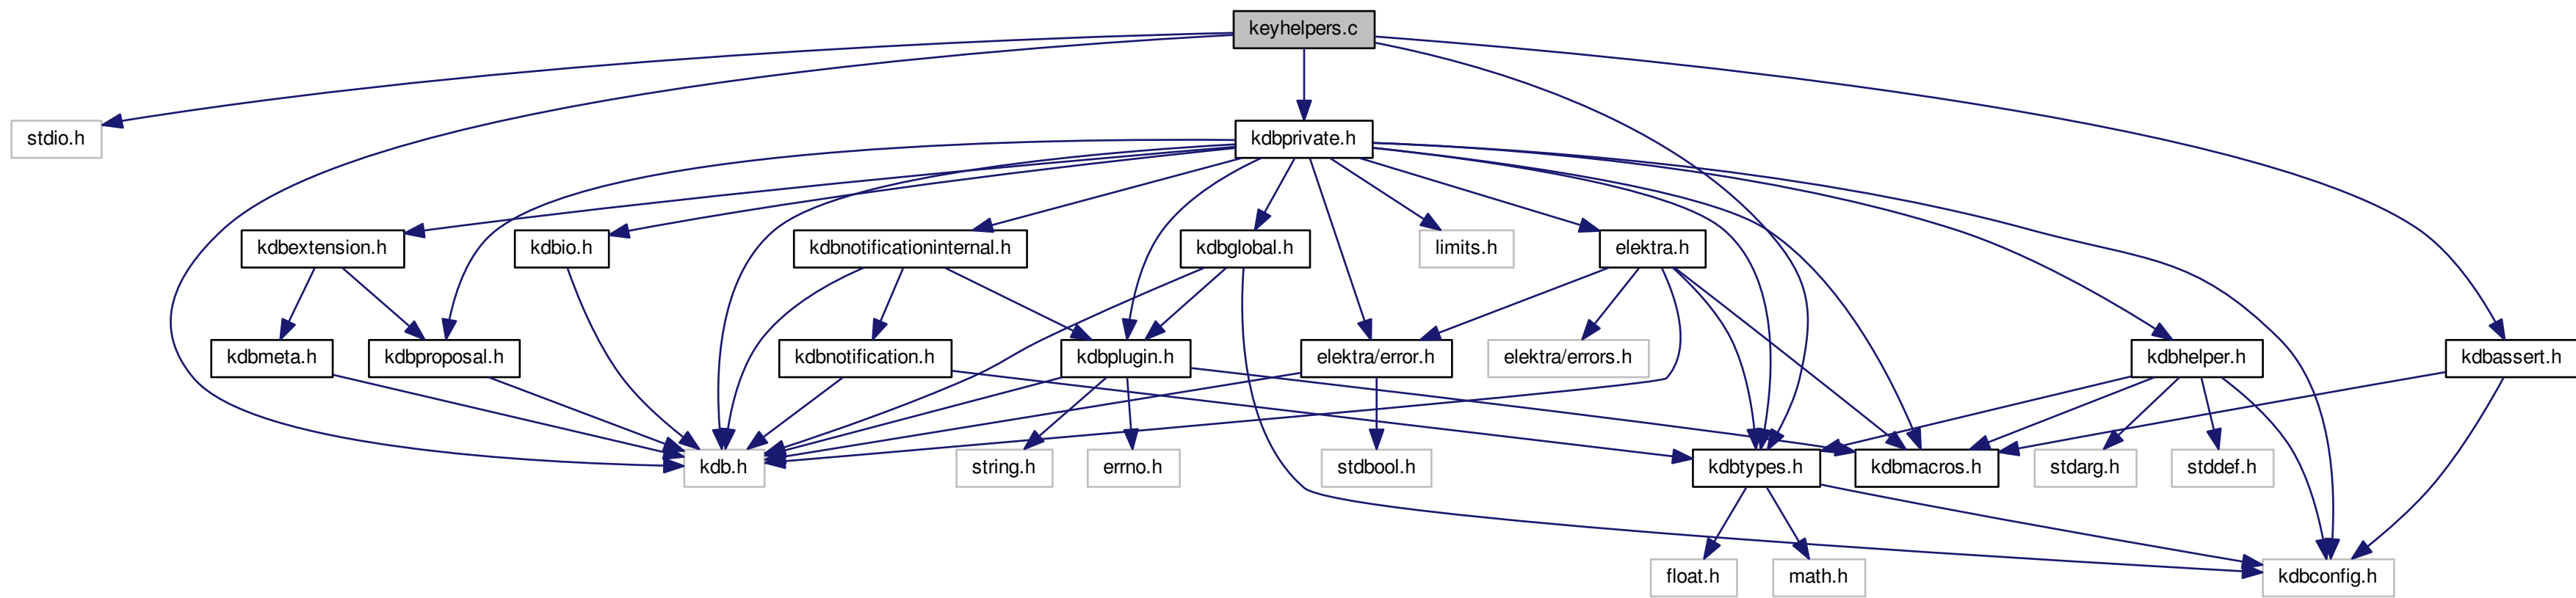 keyhelpers.c
stdio.h
kdbprivate.h
kdbextension.h
kdbio.h
kdbnotificationinternal.h
kdbglobal.h
limits.h
elektra.h
kdbmeta.h
kdbproposal.h
kdbnotification.h
kdbplugin.h
elektra/error.h
elektra/errors.h
kdbhelper.h
kdbassert.h
kdb.h
string.h
errno.h
stdbool.h
kdbtypes.h
kdbmacros.h
stdarg.h
stddef.h
float.h
math.h
kdbconfig.h